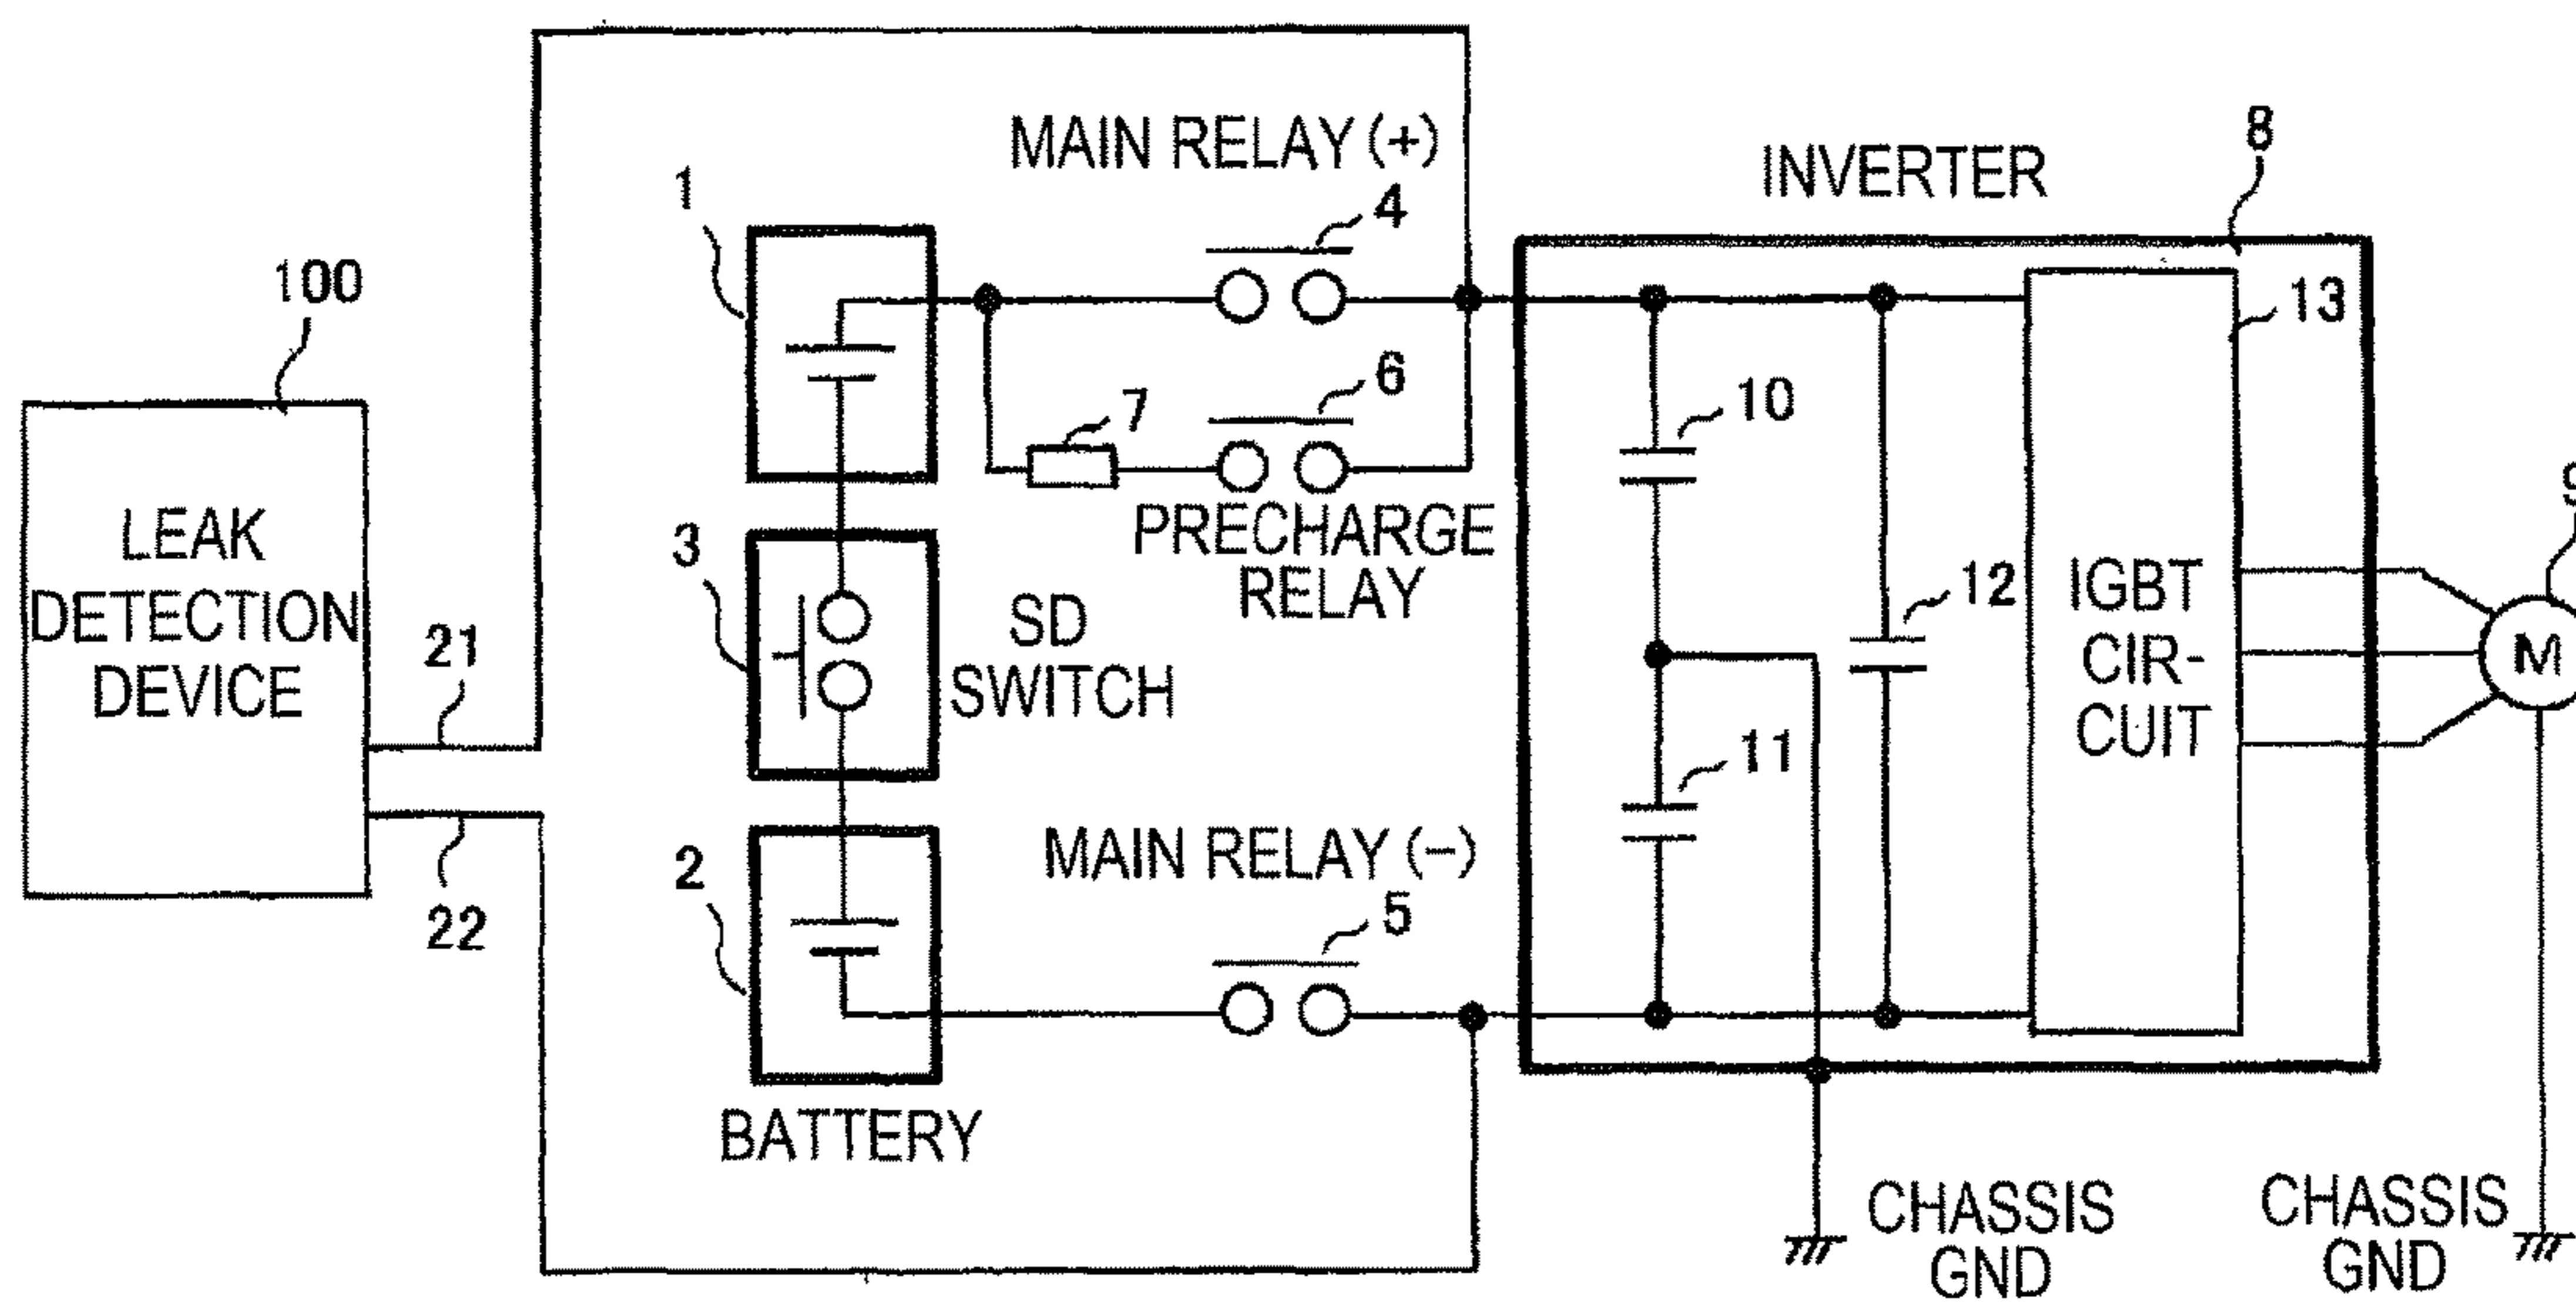 MAIN RELAY (+)
4
8
INVERTER
1
100
13
6
10
7
LEAK
DETECTION
DEVICE
PRECHARGE
RELAY
3
SD
SWITCH
21
12
IGBT
CIR-
CUIT
9
M
11
22
2
MAIN RELAY (−)
5
BATTERY
CHASSIS
GND
CHASSIS
GND